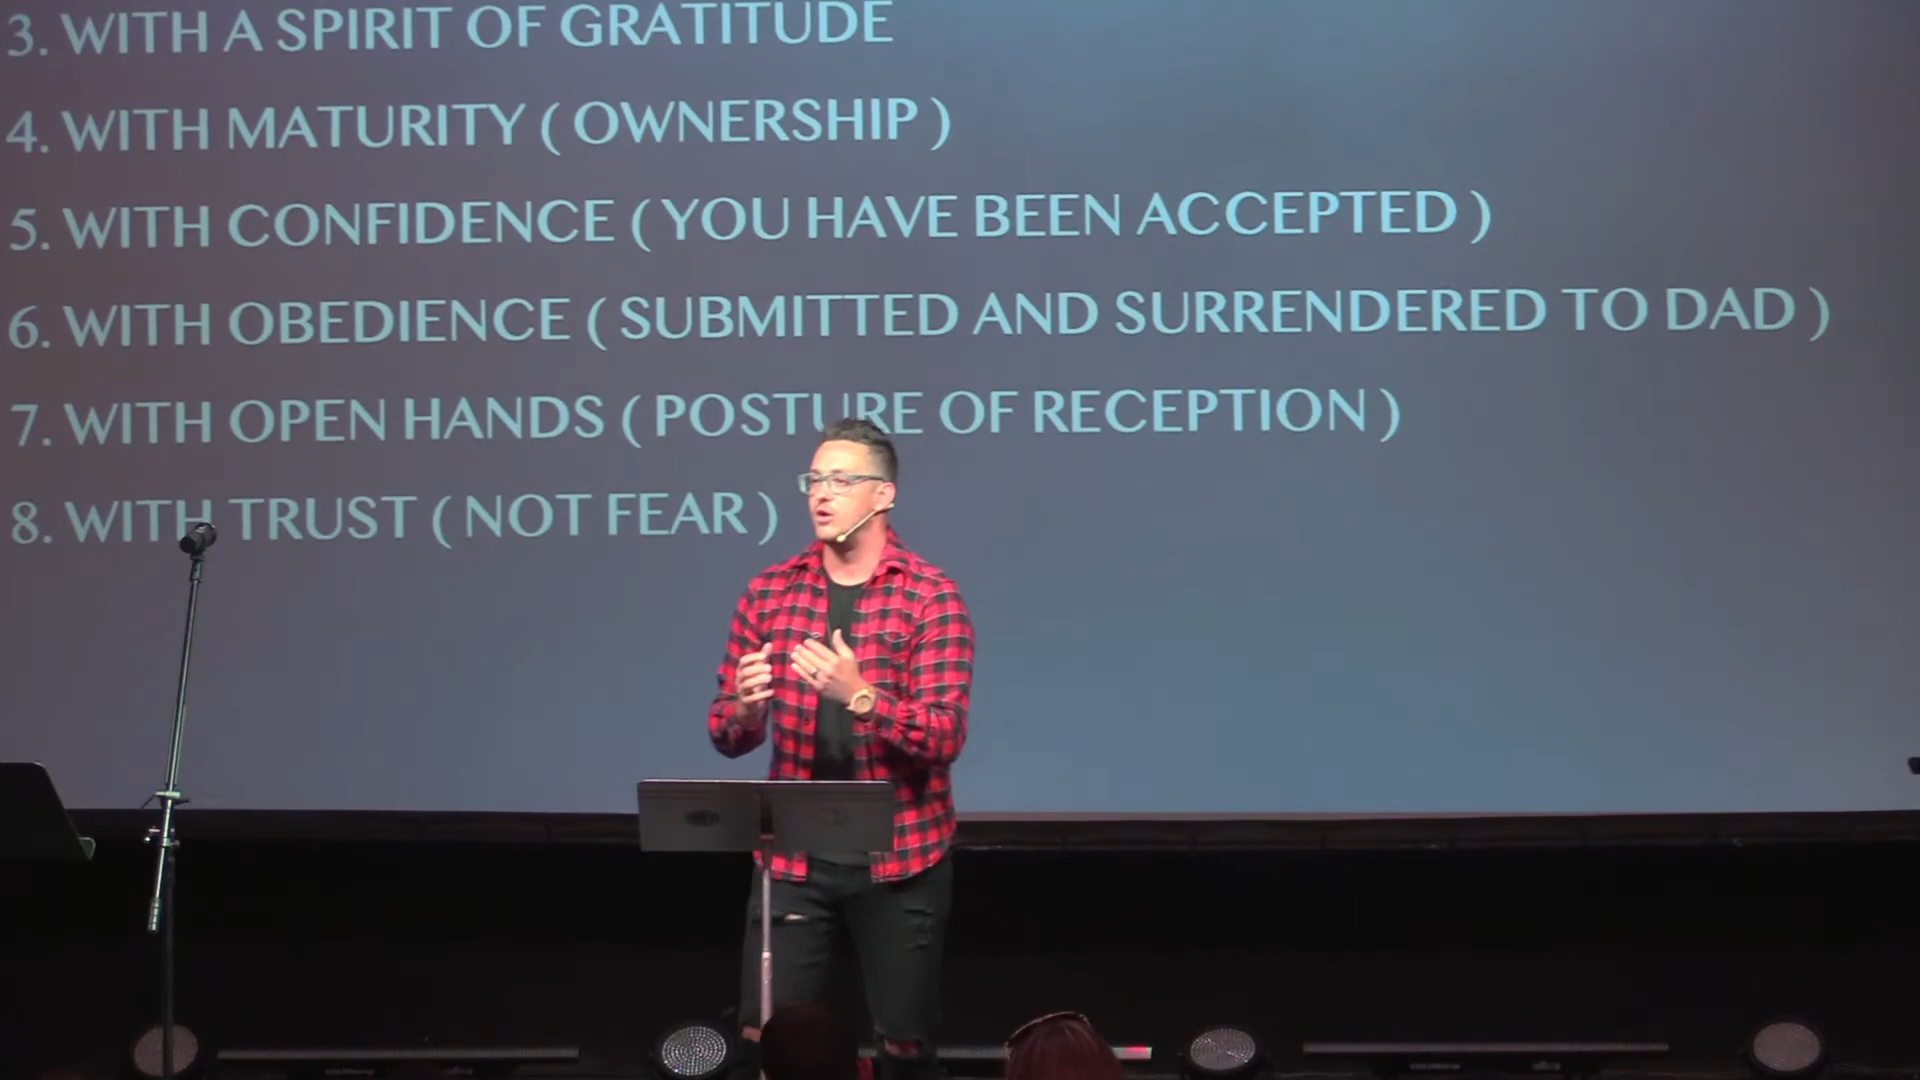 3. WITH A SPIRIT OF GRATITUDE
4. WITH MATURITY ( OWNERSHIP )
5. WITH CONFIDENCE ( YOU HAVE BEEN ACCEPTED )
6. WITH OBEDIENCE ( SUBMITTED AND SURRENDERED TO DAD )
7. WITH OPEN HANDS ( POSTURE OF RECEPTION )
8. WITH TRUST ( NOT FEAR )